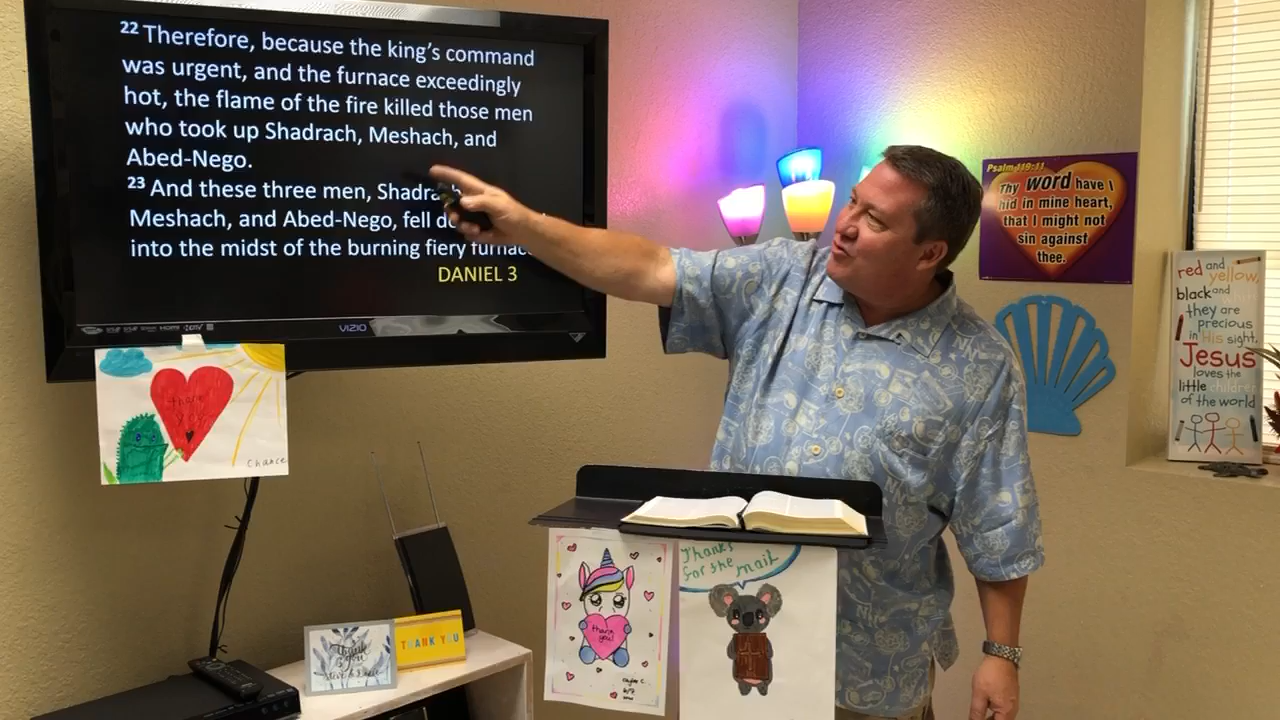 22 Therefore, because the king's command
was urgent, and the furnace exceedingly
hot, the flame of the fire killed those men
who took up Shadrach, Meshach, and
Abed-Nego.
23 And these three men, Shadrach
Meshach, and Abed-Nego, fell
into the midst of the burning fiery furnace
DANIEL 3
VIZIO
thank
you
Chance
Psalm 119:11
Thy word have I
hid in mine heart,
that I might not
sin against
thee.
red and
yellow,
black and
white
they are
precious
in His sight.
Jesus
loves the
little children
of the world
Thanks
for the mail
thank
you!
Thank
you
THANK YOU